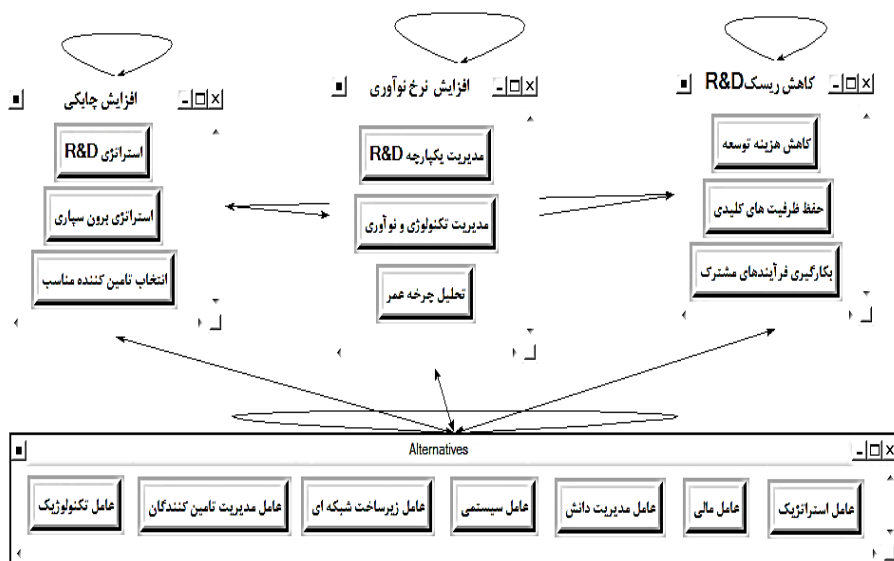 کاهش ریسک R&D
کاهش هزینه توسعه
حفظ ظرفیت های کلیدی
بکارگیری فرآیندهای مشترک
افزایش نرخ نوآوری
مدیریت یکپارچه R&D
مدیریت تکنولوژی و نوآوری
تحلیل چرخه عمر
افزایش چابکی
استراتژی R&D
استراتژی برون سپاری
انتخاب تامین کننده مناسب
Alternatives
عامل استراتژیک
عامل مالی
عامل مدیریت دانش
عامل سیستمی
عامل زیرساخت شبکه ای
عامل مدیریت تامین کنندگان
عامل تکنولوژیک